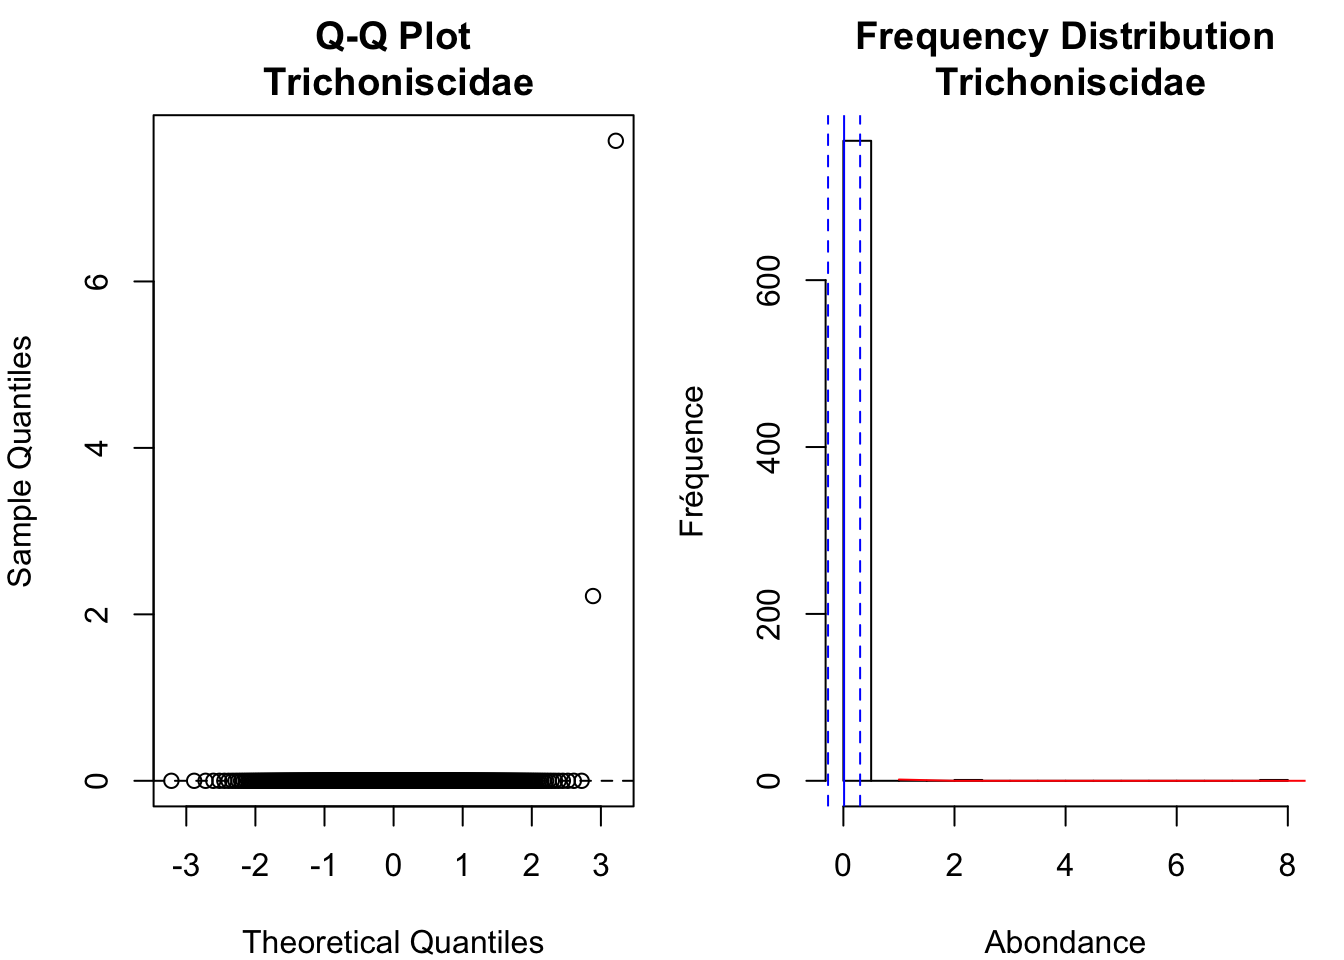 Q-Q Plot
Trichoniscidae
Sample Quantiles
6
4
2
0
-3 -2 -1 0 1 2 3
Theoretical Quantiles
Frequency Distribution
Trichoniscidae
Fréquence
600
400
200
0
0 2 4 6 8
Abondance